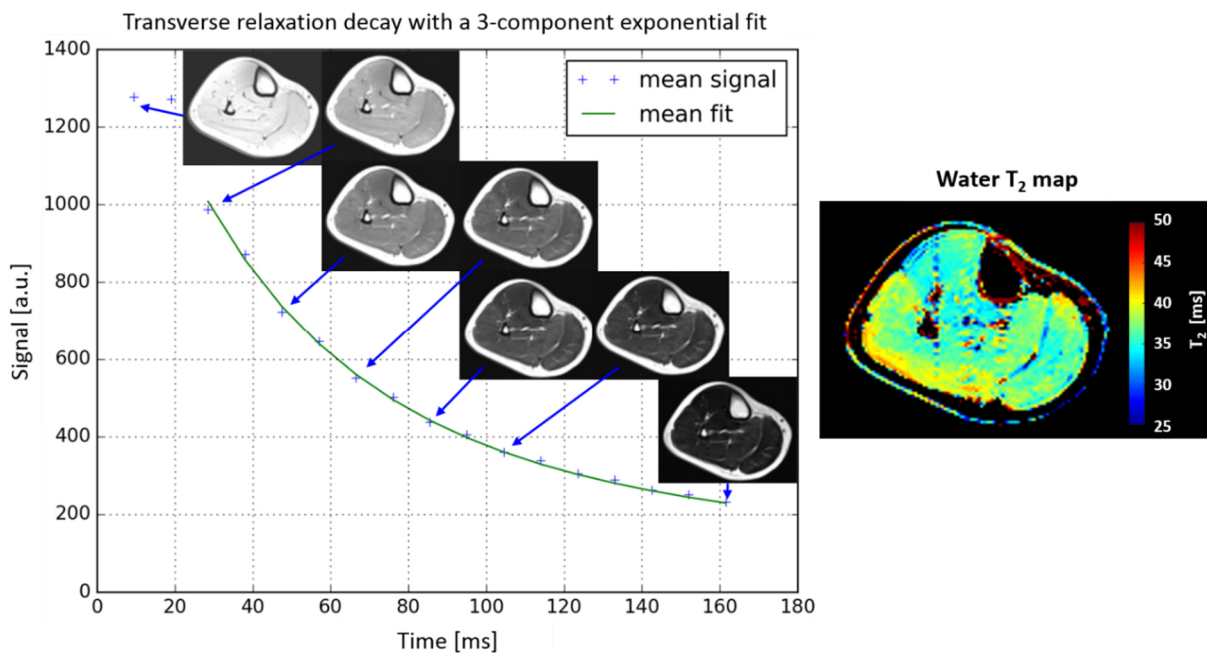 Transverse relaxation decay with a 3-component exponential fit
1400
1200
1000
800
600
400
200
0
Signal [a.u.]
mean signal
mean fit
0 20 40 60 80 100 120 140 160 180
Time [ms]
Water T₂ map
50
45
40
35
30
25
T₂ [ms]